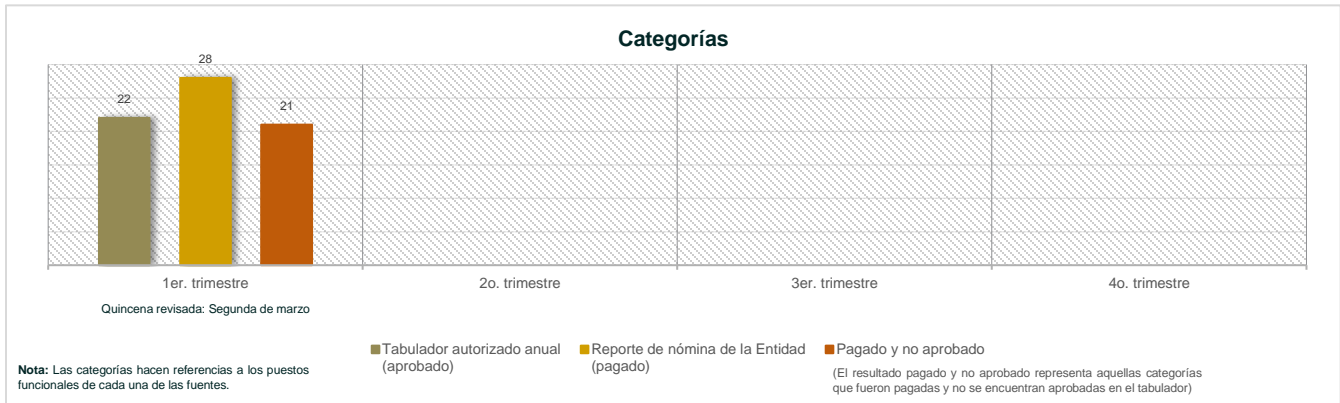 Categorías
28
22
21
1er. trimestre
2o. trimestre
3er. trimestre
4o. trimestre
Quincena revisada: Segunda de marzo
Tabulador autorizado anual
(aprobado)
Reporte de nómina de la Entidad
(pagado)
Pagado y no aprobado
Nota: Las categorías hacen referencias a los puestos
funcionales de cada una de las fuentes.
(El resultado pagado y no aprobado representa aquellas categorías
que fueron pagadas y no se encuentran aprobadas en el tabulador)